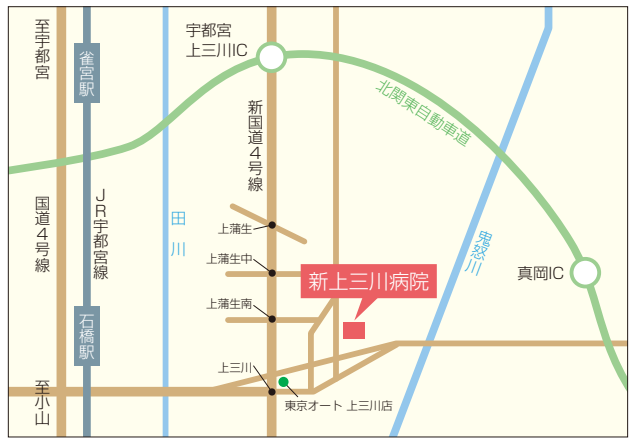 至宇都宮
雀宮駅
宇都宮
上三川IC
北関東自動車道
新国道4号線
国道4号線
JR宇都宮線
田川
上蒲生
鬼怒川
上蒲生中
新上三川病院
真岡IC
上蒲生南
石橋駅
上三川
至小山
東京オート 上三川店